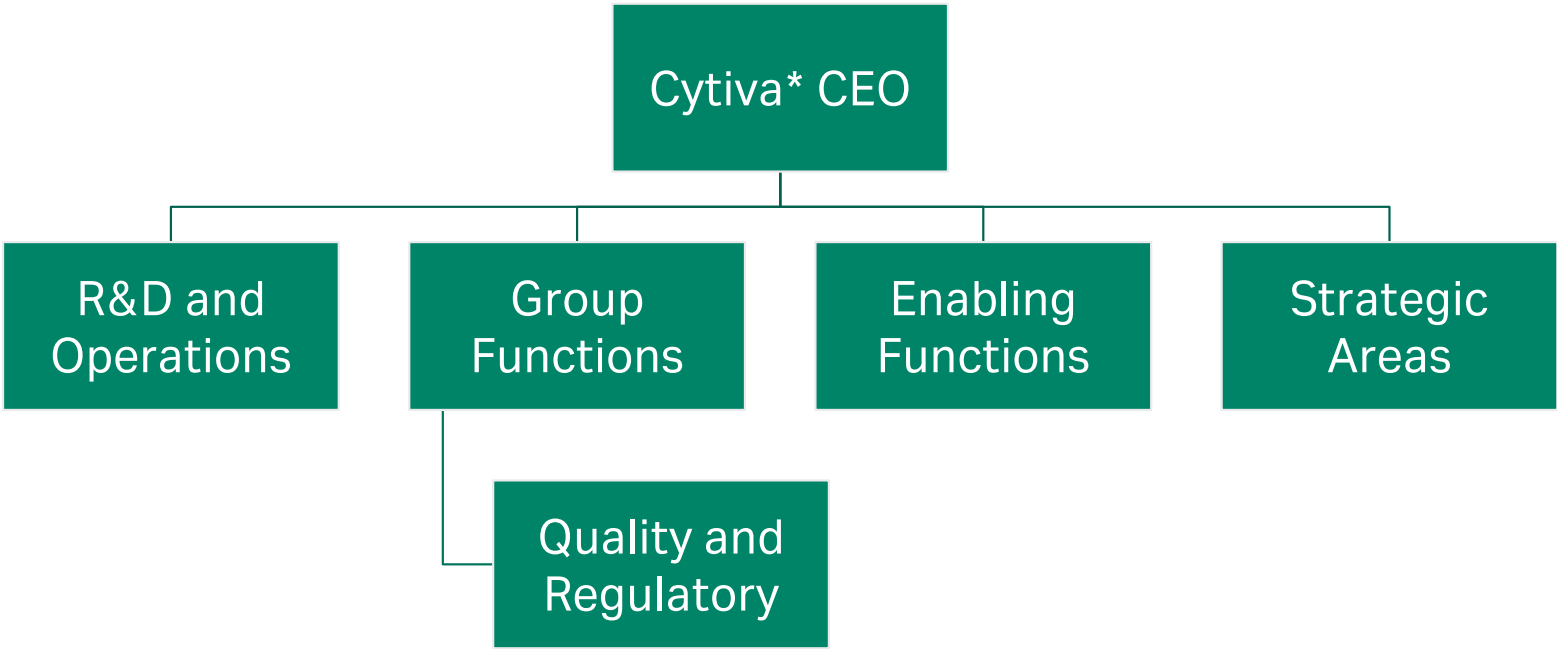 Cytiva* CEO
R&D and
Operations
Group
Functions
Enabling
Functions
Strategic
Areas
Quality and
Regulatory